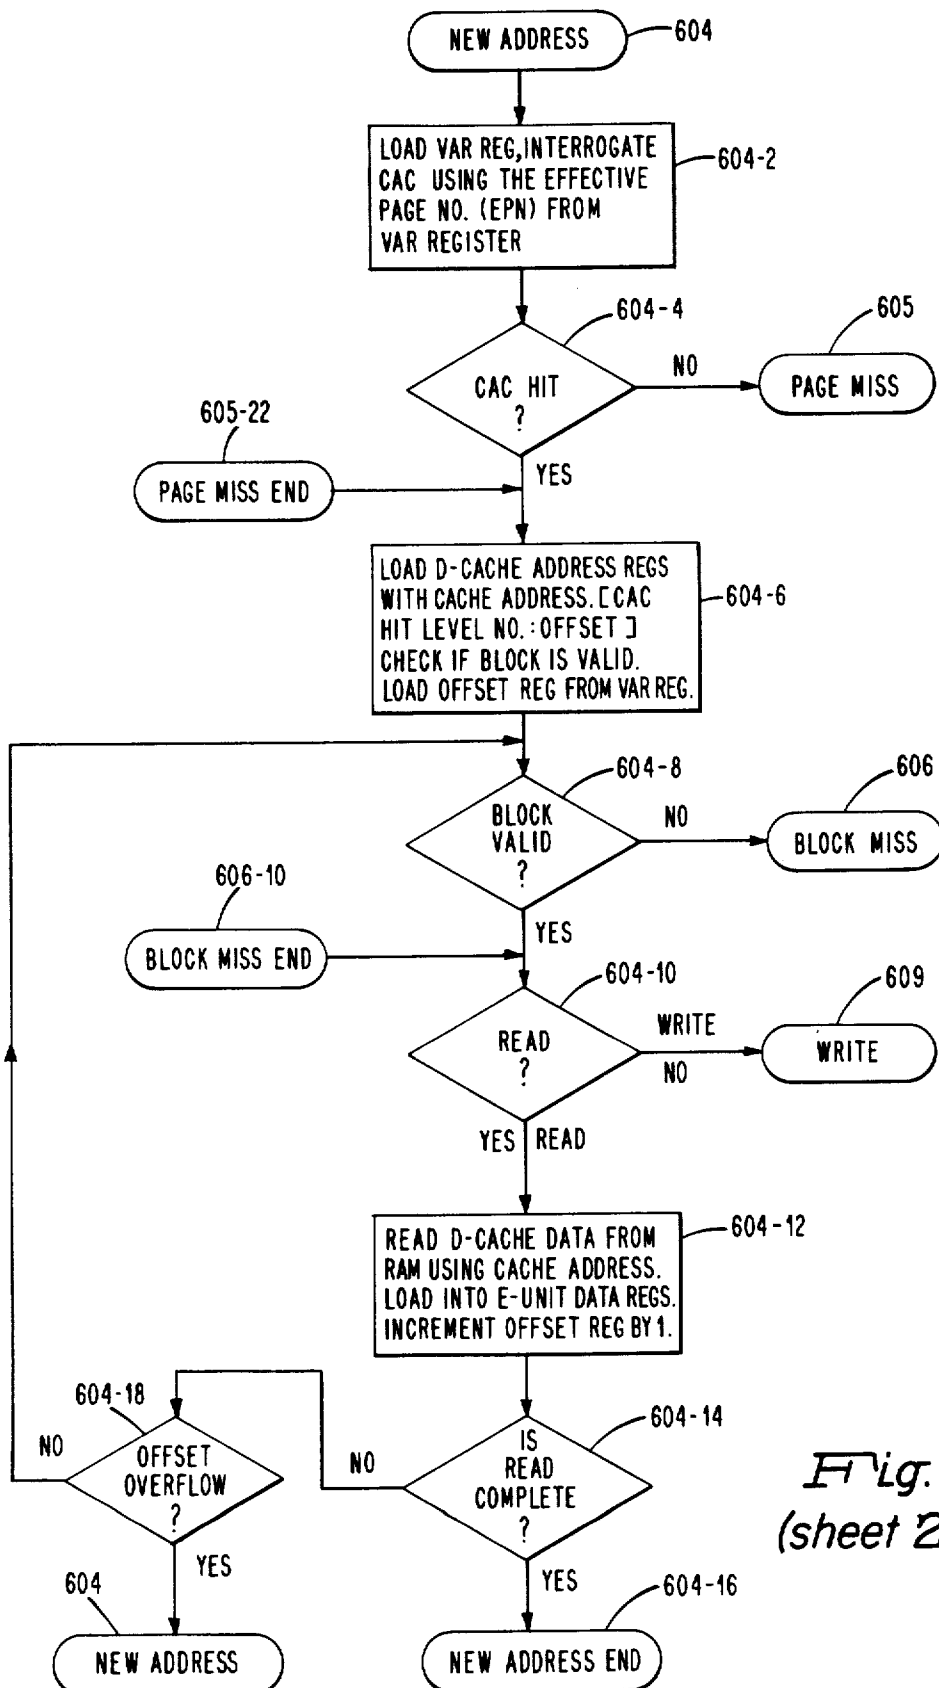 NEW ADDRESS
604
LOAD VAR REG,INTERROGATE
CAC USING THE EFFECTIVE
PAGE NO. (EPN) FROM
VAR REGISTER
604-2
604-4
CAC HIT
?
NO
605
PAGE MISS
YES
605-22
PAGE MISS END
LOAD D-CACHE ADDRESS REGS
WITH CACHE ADDRESS. [CAC
HIT LEVEL NO.:OFFSET ]
CHECK IF BLOCK IS VALID.
LOAD OFFSET REG FROM VAR REG.
604-6
604-8
BLOCK
VALID
?
NO
606
BLOCK MISS
YES
606-10
BLOCK MISS END
604-10
READ
?
WRITE
NO
609
WRITE
YES READ
READ D-CACHE DATA FROM
RAM USING CACHE ADDRESS.
LOAD INTO E-UNIT DATA REGS.
INCREMENT OFFSET REG BY 1.
604-12
604-14
IS
READ
COMPLETE
?
NO
604-18
OFFSET
OVERFLOW
?
NO
YES
604
NEW ADDRESS
YES
604-16
NEW ADDRESS END
Fig.
(sheet 2